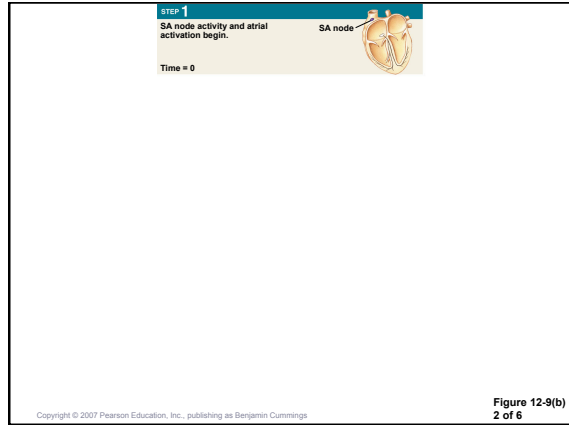 STEP 1
SA node activity and atrial
activation begin.
SA node
Time = 0
Copyright © 2007 Pearson Education, Inc., publishing as Benjamin Cummings
Figure 12-9(b)
2 of 6